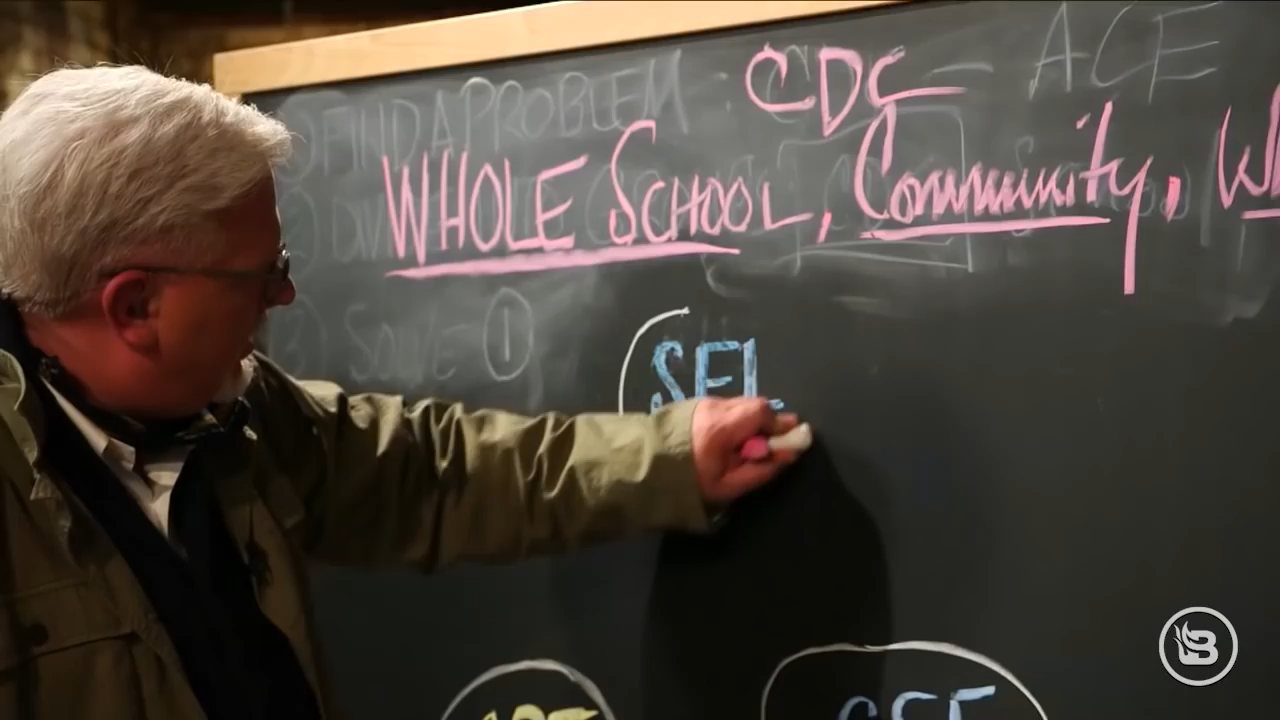 FIND A PROBLEM: CDC – ACE
WHOLE SCHOOL, Community, W
SOLVE ①
SEL